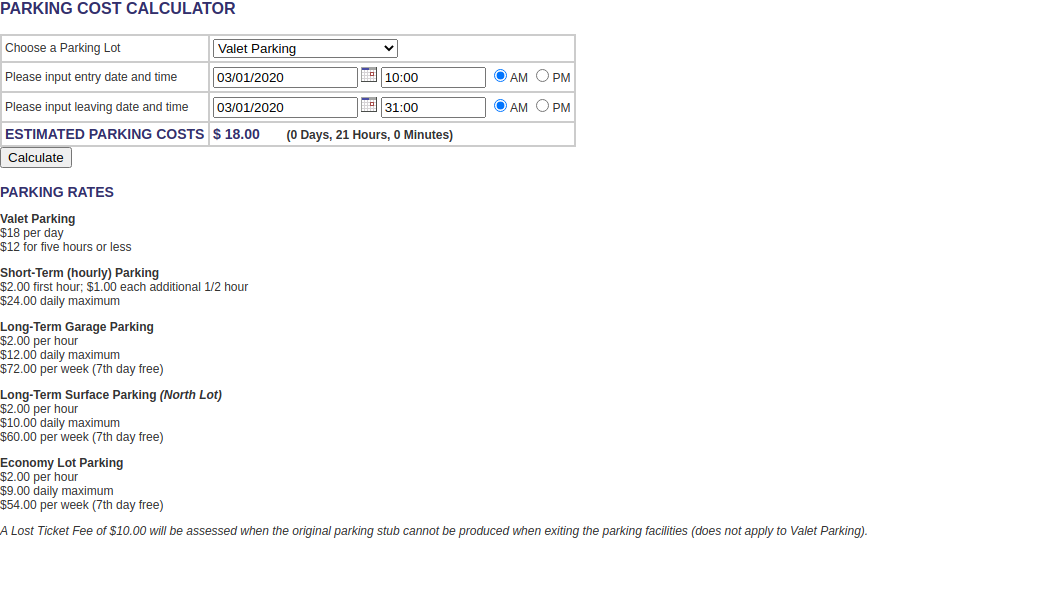 PARKING COST CALCULATOR
Choose a Parking Lot Valet Parking
Please input entry date and time 03/01/2020 10:00 AM PM
Please input leaving date and time 03/01/2020 31:00 AM PM
ESTIMATED PARKING COSTS $ 18.00 (0 Days, 21 Hours, 0 Minutes)
Calculate
PARKING RATES
Valet Parking
$18 per day
$12 for five hours or less
Short-Term (hourly) Parking
$2.00 first hour; $1.00 each additional 1/2 hour
$24.00 daily maximum
Long-Term Garage Parking
$2.00 per hour
$12.00 daily maximum
$72.00 per week (7th day free)
Long-Term Surface Parking (North Lot)
$2.00 per hour
$10.00 daily maximum
$60.00 per week (7th day free)
Economy Lot Parking
$2.00 per hour
$9.00 daily maximum
$54.00 per week (7th day free)
A Lost Ticket Fee of $10.00 will be assessed when the original parking stub cannot be produced when exiting the parking facilities (does not apply to Valet Parking).